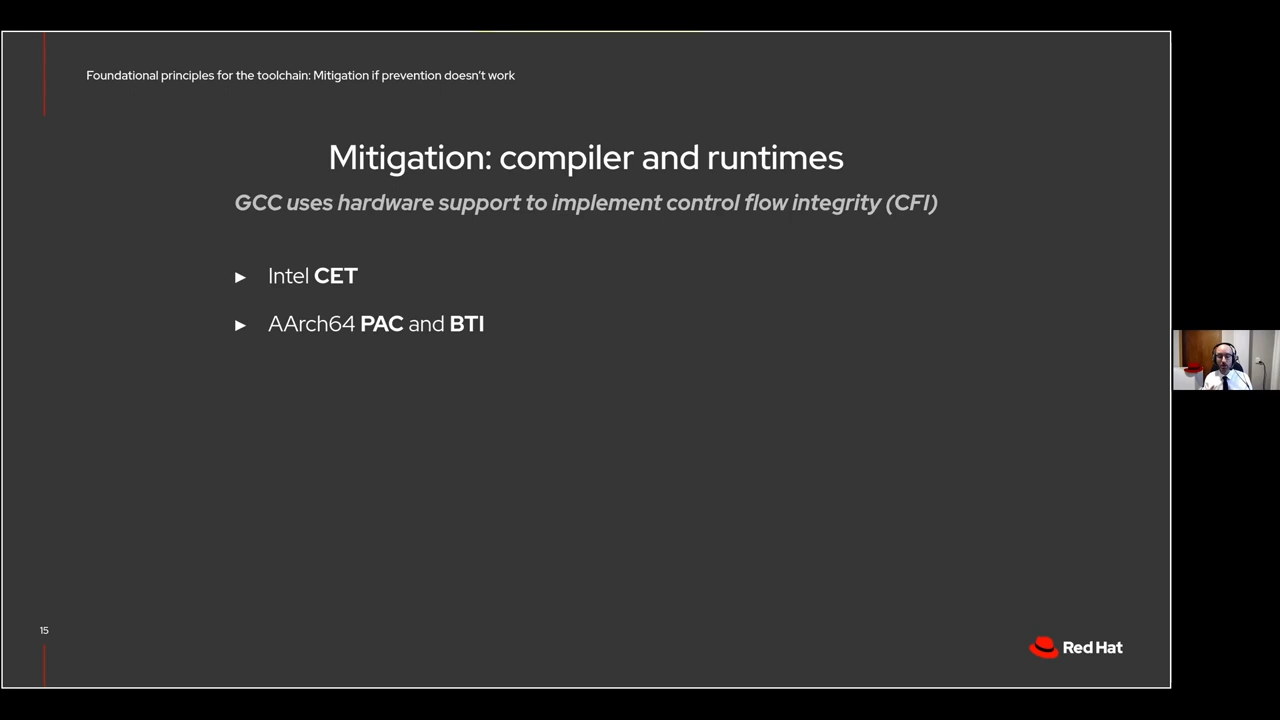 Foundational principles for the toolchain: Mitigation if prevention doesn't work
Mitigation: compiler and runtimes
GCC uses hardware support to implement control flow integrity (CFI)
► Intel CET
► AArch64 PAC and BTI
15
Red Hat